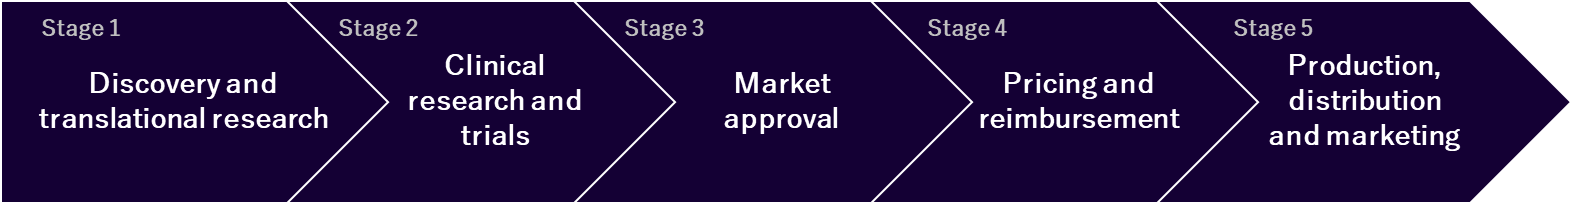 Stage 1
Discovery and
translational research
Stage 2
Clinical
research and
trials
Stage 3
Market
approval
Stage 4
Pricing and
reimbursement
Stage 5
Production,
distribution
and marketing